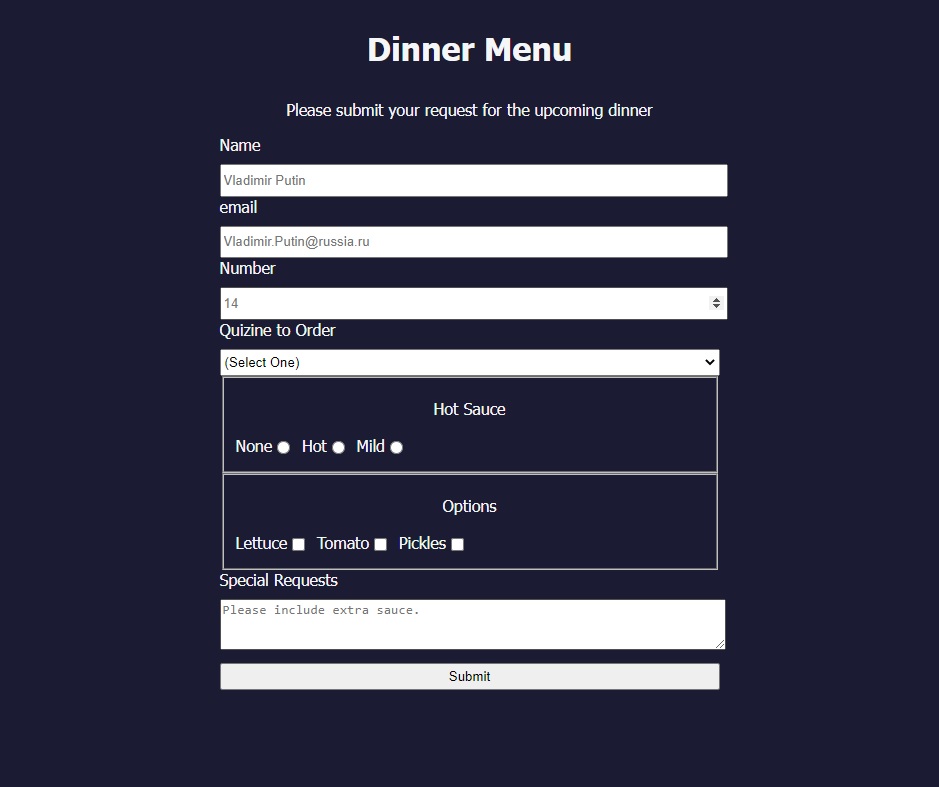 Dinner Menu
Please submit your request for the upcoming dinner
Name
Vladimir Putin
email
Vladimir.Putin@russia.ru
Number
14
Quizine to Order
(Select One)
Hot Sauce
None Hot Mild
Options
Lettuce Tomato Pickles
Special Requests
Please include extra sauce.
Submit